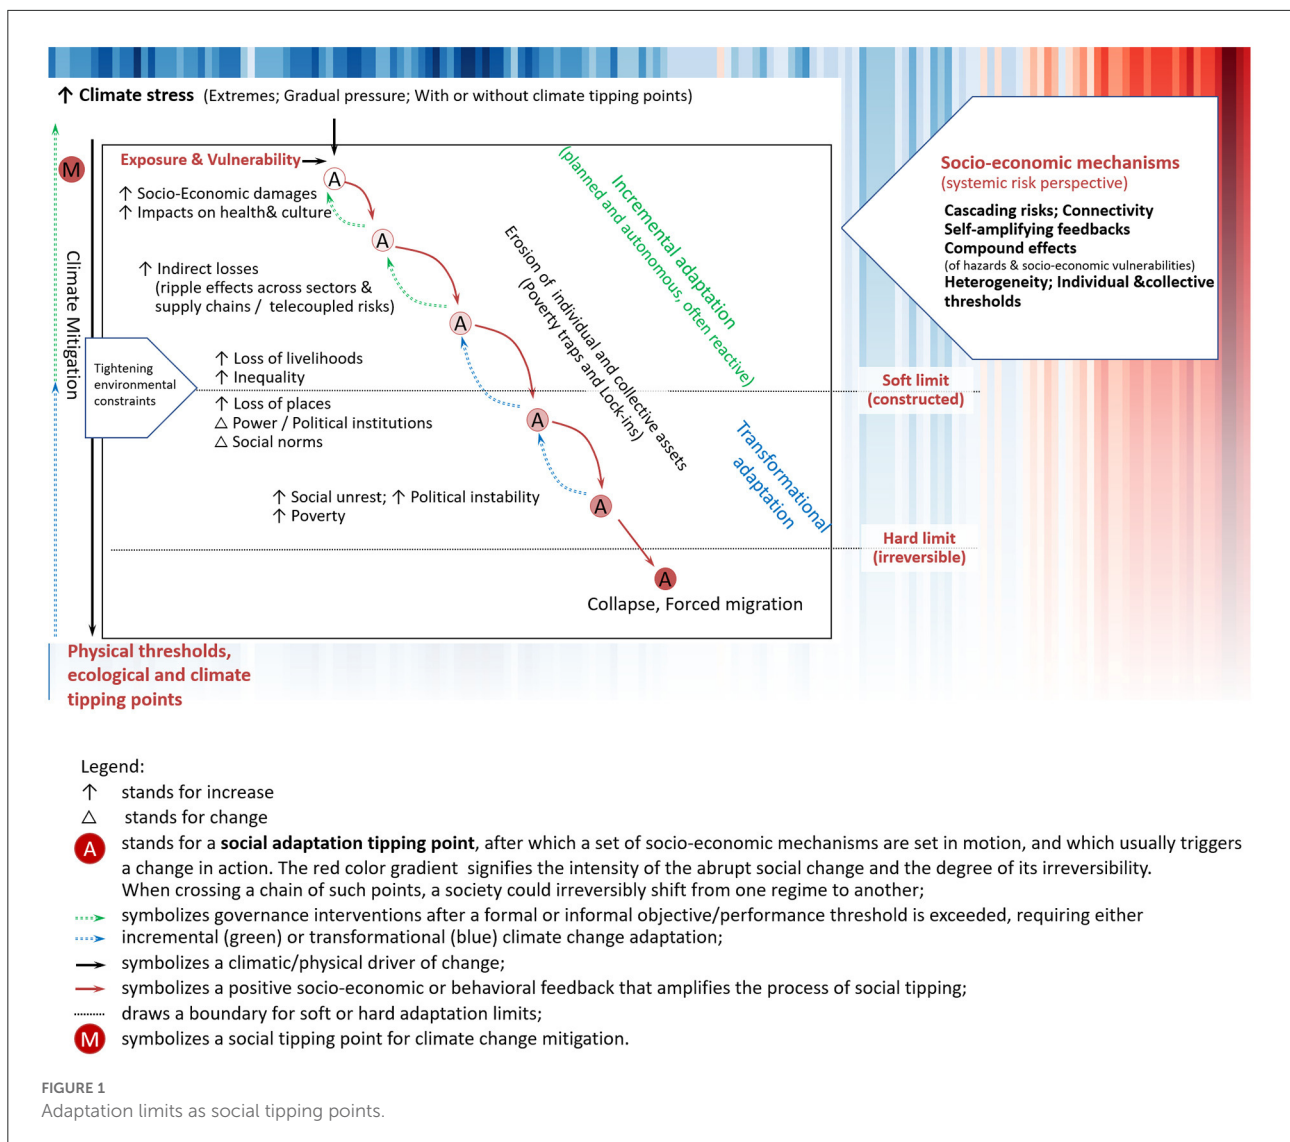 ↑ Climate stress (Extremes; Gradual pressure; With or without climate tipping points)
M
Climate Mitigation
Exposure & Vulnerability
A
↑ Socio-Economic damages
↑ Impacts on health& culture
A
↑ Indirect losses
(ripple effects across sectors &
supply chains / telecoupled risks)
A
Tightening
environmental
constraints
↑ Loss of livelihoods
↑ Inequality
↑ Loss of places
△ Power / Political institutions
△ Social norms
A
↑ Social unrest; ↑ Political instability
↑ Poverty
A
A
Collapse, Forced migration
Erosion of individual and collective assets
(Poverty traps and Lock-ins)
Incremental adaptation
(planned and autonomous, often reactive)
Transformational
adaptation
Socio-economic mechanisms
(systemic risk perspective)
Cascading risks; Connectivity
Self-amplifying feedbacks
Compound effects
(of hazards & socio-economic vulnerabilities)
Heterogeneity; Individual &collective
thresholds
Soft limit
(constructed)
Hard limit
(irreversible)
Physical thresholds,
ecological and climate
tipping points
Legend:
↑ stands for increase
△ stands for change
A stands for a social adaptation tipping point, after which a set of socio-economic mechanisms are set in motion, and which usually triggers
a change in action. The red color gradient signifies the intensity of the abrupt social change and the degree of its irreversibility.
When crossing a chain of such points, a society could irreversibly shift from one regime to another;
symbolizes governance interventions after a formal or informal objective/performance threshold is exceeded, requiring either
incremental (green) or transformational (blue) climate change adaptation;
symbolizes a climatic/physical driver of change;
symbolizes a positive socio-economic or behavioral feedback that amplifies the process of social tipping;
draws a boundary for soft or hard adaptation limits;
M symbolizes a social tipping point for climate change mitigation.
FIGURE 1
Adaptation limits as social tipping points.